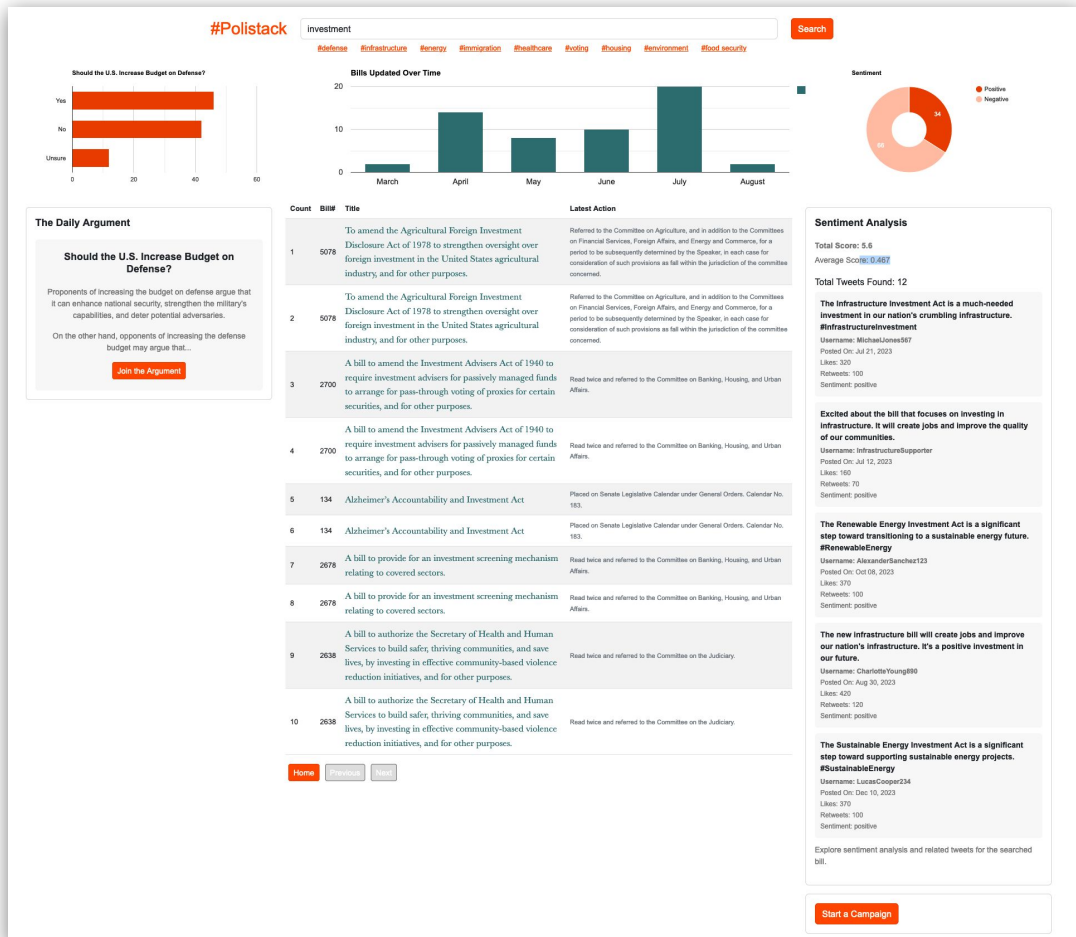 #Polistack
investment
Search
#defense #infrastructure #energy #immigration #healthcare #voting #housing #environment #food security
Should the U.S. Increase Budget on Defense?
Yes
No
Unsure
0 20 40 60
Bills Updated Over Time
20
10
0
March April May June July August
Sentiment
34
66
Positive
Negative
The Daily Argument
Should the U.S. Increase Budget on
Defense?
Proponents of increasing the budget on defense argue that
it can enhance national security, strengthen the military's
capabilities, and deter potential adversaries.
On the other hand, opponents of increasing the defense
budget may argue that...
Join the Argument
Count Bill# Title Latest Action
1 5078
To amend the Agricultural Foreign Investment
Disclosure Act of 1978 to strengthen oversight over
foreign investment in the United States agricultural
industry, and for other purposes.
Referred to the Committee on Agriculture, and in addition to the Committees
on Financial Services, Foreign Affairs, and Energy and Commerce, for a
period to be subsequently determined by the Speaker, in each case for
consideration of such provisions as fall within the jurisdiction of the committee
concerned.
2 5078
To amend the Agricultural Foreign Investment
Disclosure Act of 1978 to strengthen oversight over
foreign investment in the United States agricultural
industry, and for other purposes.
Referred to the Committee on Agriculture, and in addition to the Committees
on Financial Services, Foreign Affairs, and Energy and Commerce, for a
period to be subsequently determined by the Speaker, in each case for
consideration of such provisions as fall within the jurisdiction of the committee
concerned.
3 2700
A bill to amend the Investment Advisers Act of 1940 to
require investment advisers for passively managed funds
to arrange for pass-through voting of proxies for certain
securities, and for other purposes.
Read twice and referred to the Committee on Banking, Housing, and Urban
Affairs.
4 2700
A bill to amend the Investment Advisers Act of 1940 to
require investment advisers for passively managed funds
to arrange for pass-through voting of proxies for certain
securities, and for other purposes.
Read twice and referred to the Committee on Banking, Housing, and Urban
Affairs.
5 134
Alzheimer's Accountability and Investment Act
Placed on Senate Legislative Calendar under General Orders. Calendar No.
183.
6 134
Alzheimer's Accountability and Investment Act
Placed on Senate Legislative Calendar under General Orders. Calendar No.
183.
7 2678
A bill to provide for an investment screening mechanism
relating to covered sectors.
Read twice and referred to the Committee on Banking, Housing, and Urban
Affairs.
8 2678
A bill to provide for an investment screening mechanism
relating to covered sectors.
Read twice and referred to the Committee on Banking, Housing, and Urban
Affairs.
9 2638
A bill to authorize the Secretary of Health and Human
Services to build safer, thriving communities, and save
lives, by investing in effective community-based violence
reduction initiatives, and for other purposes.
Read twice and referred to the Committee on the Judiciary.
10 2638
A bill to authorize the Secretary of Health and Human
Services to build safer, thriving communities, and save
lives, by investing in effective community-based violence
reduction initiatives, and for other purposes.
Read twice and referred to the Committee on the Judiciary.
Home Previous Next
Sentiment Analysis
Total Score: 5.6
Average Score: 0.467
Total Tweets Found: 12
The Infrastructure Investment Act is a much-needed
investment in our nation's crumbling infrastructure.
#InfrastructureInvestment
Username: MichaelJones567
Posted On: Jul 21, 2023
Likes: 320
Retweets: 100
Sentiment: positive
Excited about the bill that focuses on investing in
infrastructure. It will create jobs and improve the quality
of our communities.
Username: InfrastructureSupporter
Posted On: Jul 12, 2023
Likes: 160
Retweets: 70
Sentiment: positive
The Renewable Energy Investment Act is a significant
step toward transitioning to a sustainable energy future.
#RenewableEnergy
Username: AlexanderSanchez123
Posted On: Oct 08, 2023
Likes: 370
Retweets: 100
Sentiment: positive
The new infrastructure bill will create jobs and improve
our nation's infrastructure. It's a positive investment in
our future.
Username: CharlotteYoung890
Posted On: Aug 30, 2023
Likes: 420
Retweets: 120
Sentiment: positive
The Sustainable Energy Investment Act is a significant
step toward supporting sustainable energy projects.
#SustainableEnergy
Username: LucasCooper234
Posted On: Dec 10, 2023
Likes: 370
Retweets: 100
Sentiment: positive
Explore sentiment analysis and related tweets for the searched
bill.
Start a Campaign